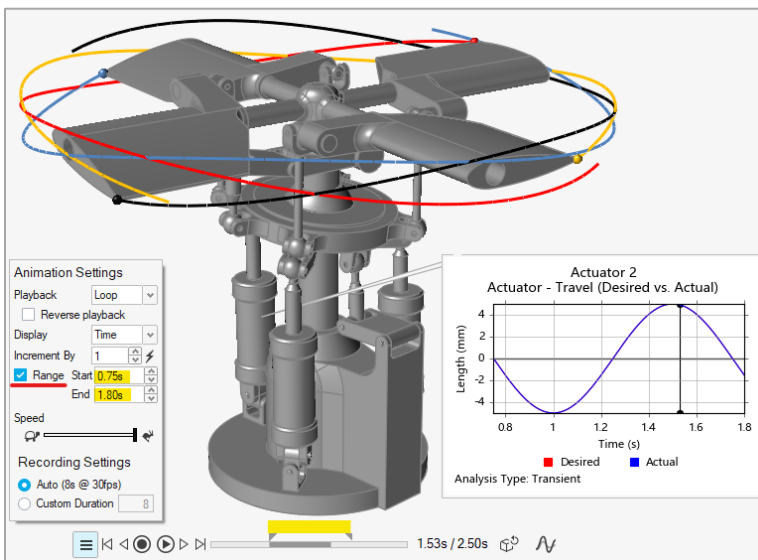 Animation Settings
Playback Loop
Reverse playback
Display Time
Increment By 1
Range Start 0.75s
End 1.80s
Speed
Recording Settings
Auto (8s @ 30fps)
Custom Duration 8
Actuator 2
Actuator - Travel (Desired vs. Actual)
Length (mm)
4
2
0
-2
-4
0.8 1 1.2 1.4 1.6 1.8
Time (s)
Desired Actual
Analysis Type: Transient
1.53s / 2.50s